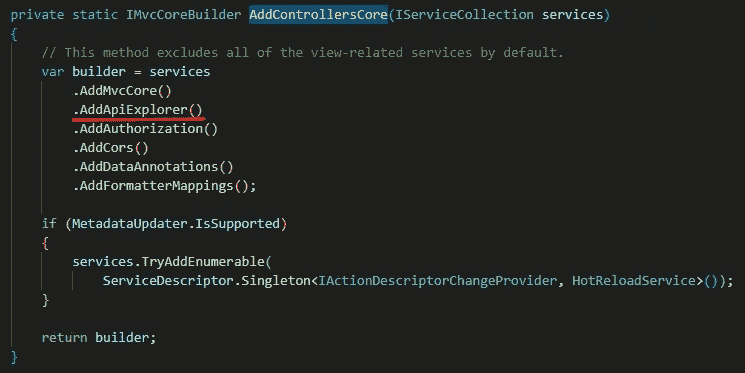 private static IMvcCoreBuilder AddControllersCore(IServiceCollection services)
{
    // This method excludes all of the view-related services by default.
    var builder = services
        .AddMvcCore()
        .AddApiExplorer()
        .AddAuthorization()
        .AddCors()
        .AddDataAnnotations()
        .AddFormatterMappings();
    if (MetadataUpdater.IsSupported)
    {
        services.TryAddEnumerable(
            ServiceDescriptor.Singleton<IActionDescriptorChangeProvider, HotReloadService>());
    }
    return builder;
}